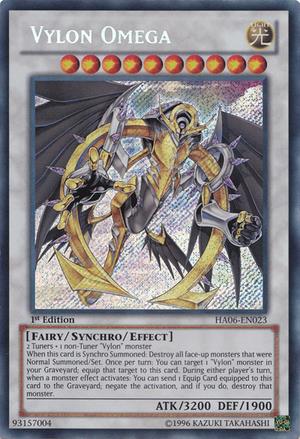 VYLON OMEGA
光
1st Edition
HA06-EN023
[FAIRY/SYNCHRO/EFFECT]
2 Tuners + 1 non-Tuner "Vylon" monster
When this card is Synchro Summoned: Destroy all face-up monsters that were
Normal Summoned/Set. Once per turn: You can target 1 "Vylon" monster in
your Graveyard; equip that target to this card. During either player's turn,
when a monster effect activates: You can send 1 Equip Card equipped to this
card to the Graveyard; negate the activation, and if you do, destroy that
monster.
ATK/3200 DEF/1900
93157004
©1996 KAZUKI TAKAHASHI